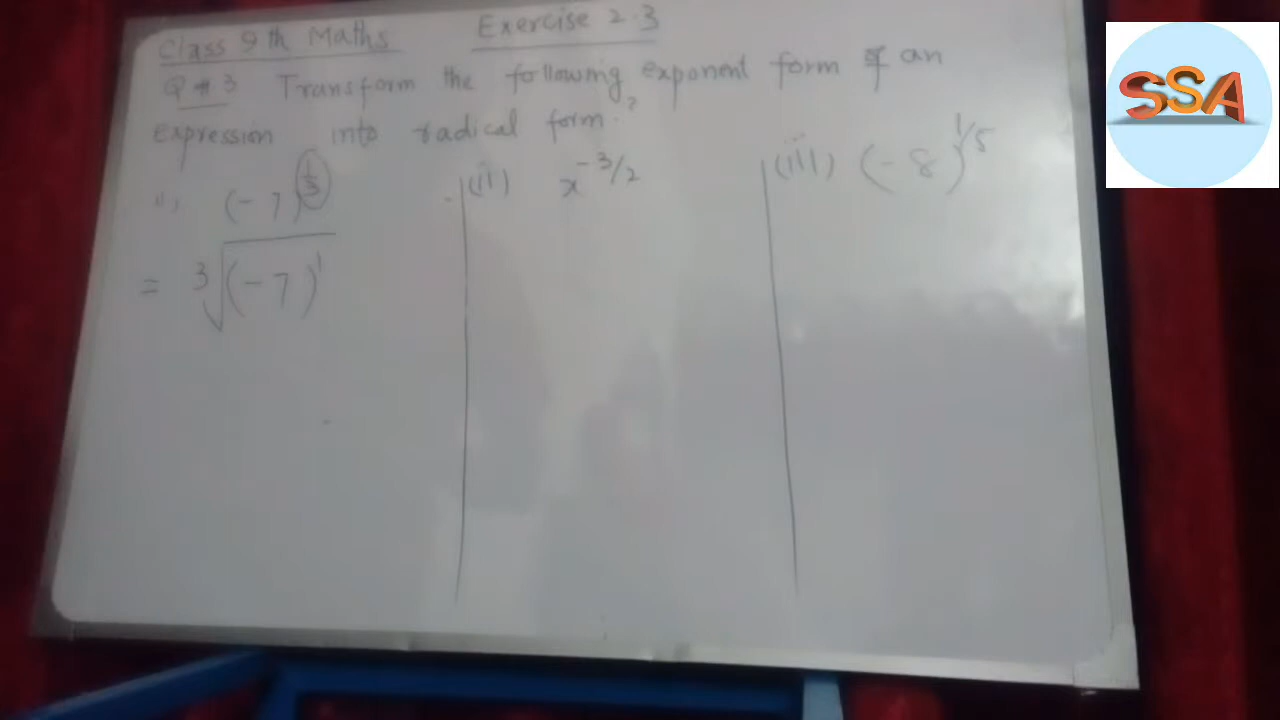 Class 9th Maths Exercise 2.3
Q # 3 Transform the following exponent form of an
expression into radical form.?
(-7)^{1/3}
(ii) x^{-3/2}
(iii) (-8)^{1/5}
= ∛(-7)^1
SSA